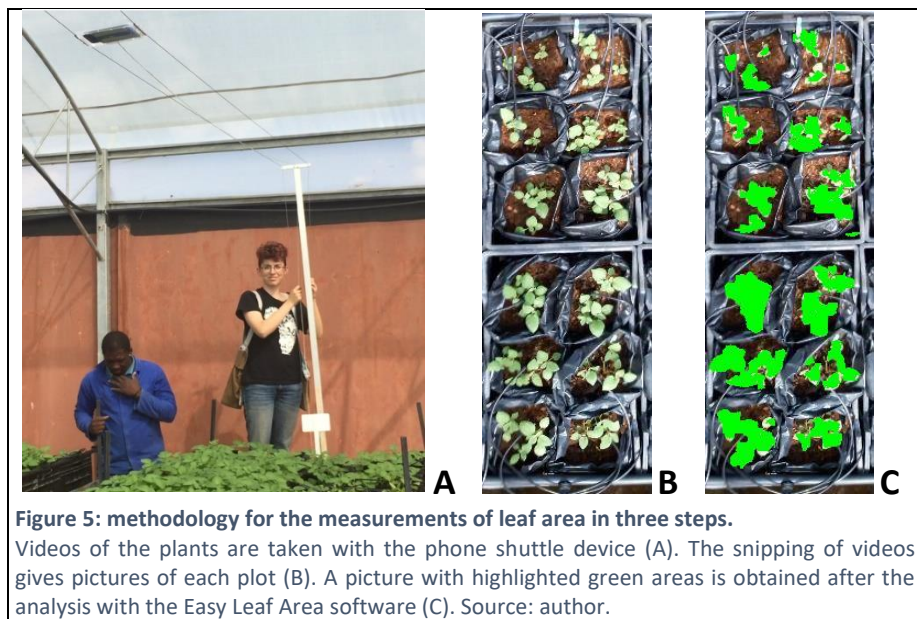 A B C
Figure 5: methodology for the measurements of leaf area in three steps.
Videos of the plants are taken with the phone shuttle device (A). The snipping of videos
gives pictures of each plot (B). A picture with highlighted green areas is obtained after the
analysis with the Easy Leaf Area software (C). Source: author.